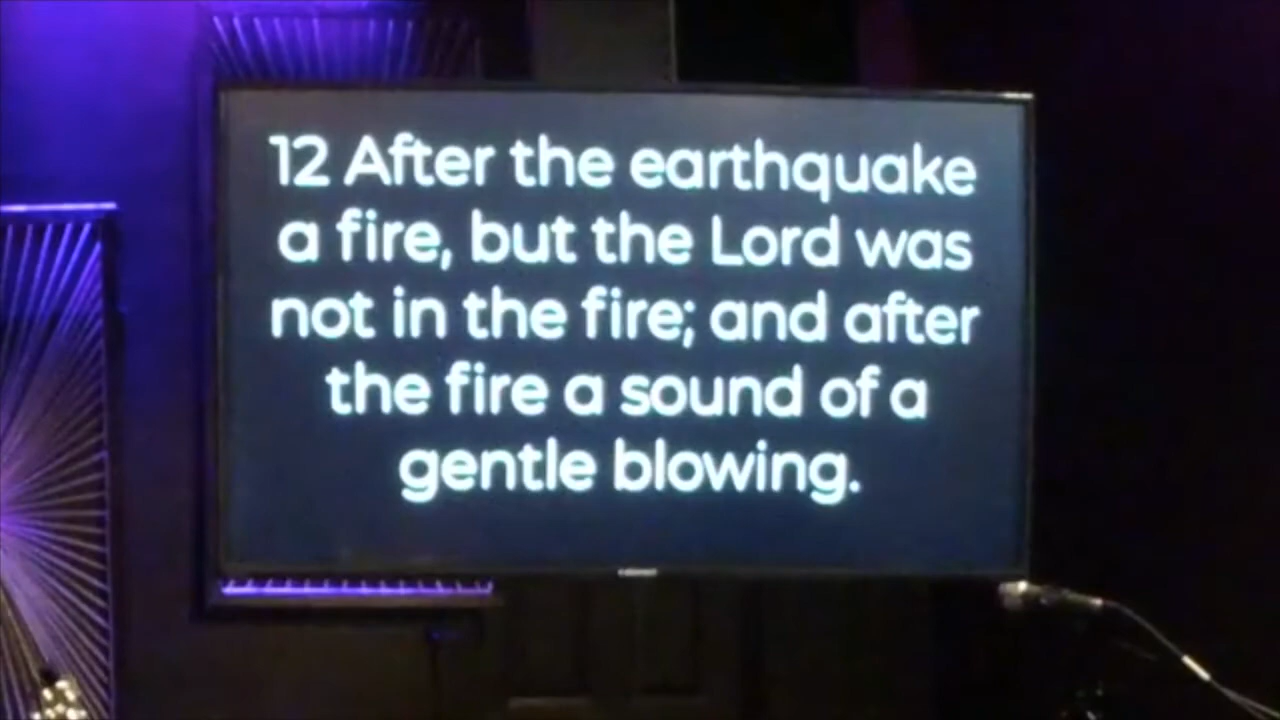 12 After the earthquake
a fire, but the Lord was
not in the fire; and after
the fire a sound of a
gentle blowing.